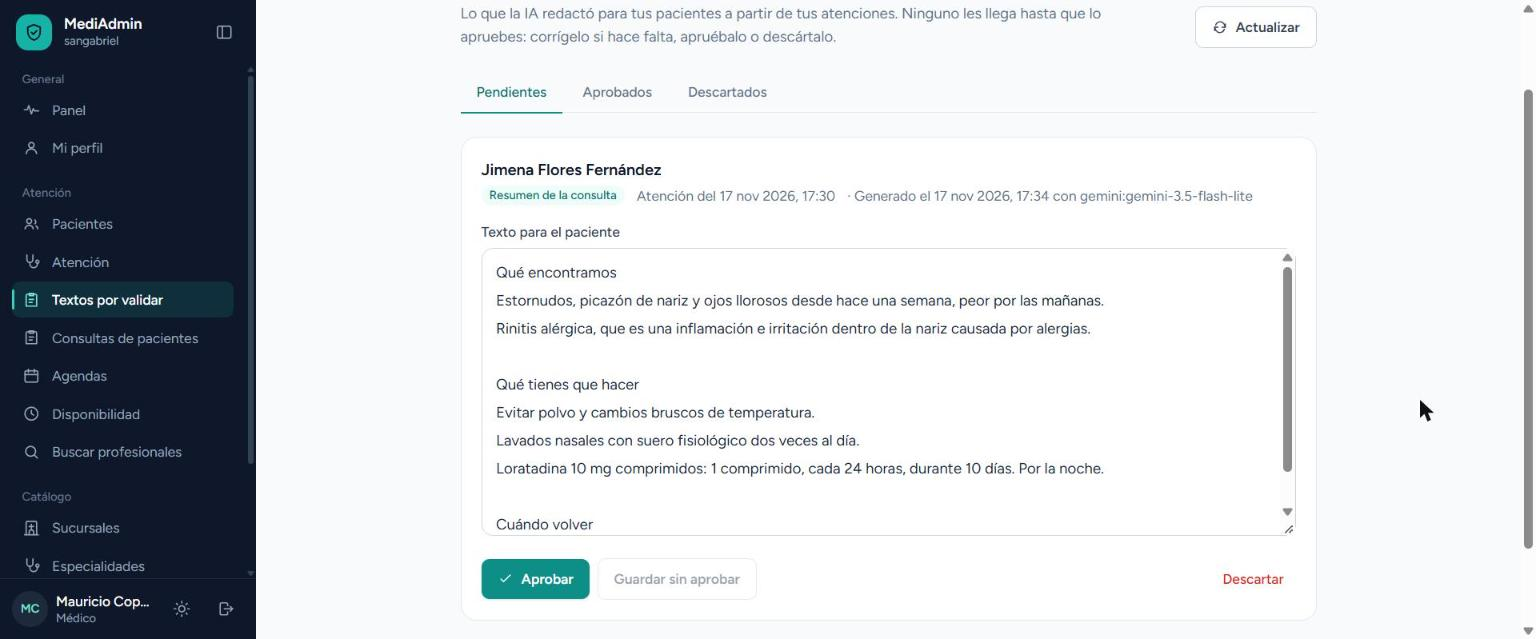 MediAdmin
sangabriel
General
Panel
Mi perfil
Atención
Pacientes
Atención
Textos por validar
Consultas de pacientes
Agendas
Disponibilidad
Buscar profesionales
Catálogo
Sucursales
Especialidades
MC
Mauricio Cop...
Médico
Lo que la IA redactó para tus pacientes a partir de tus atenciones. Ninguno les llega hasta que lo
apruebes: corrígelo si hace falta, apruébalo o descártalo.
Actualizar
Pendientes
Aprobados
Descartados
Jimena Flores Fernández
Resumen de la consulta
Atención del 17 nov 2026, 17:30
· Generado el 17 nov 2026, 17:34 con gemini:gemini-3.5-flash-lite
Texto para el paciente
Qué encontramos
Estornudos, picazón de nariz y ojos llorosos desde hace una semana, peor por las mañanas.
Rinitis alérgica, que es una inflamación e irritación dentro de la nariz causada por alergias.
Qué tienes que hacer
Evitar polvo y cambios bruscos de temperatura.
Lavados nasales con suero fisiológico dos veces al día.
Loratadina 10 mg comprimidos: 1 comprimido, cada 24 horas, durante 10 días. Por la noche.
Cuándo volver
Aprobar
Guardar sin aprobar
Descartar